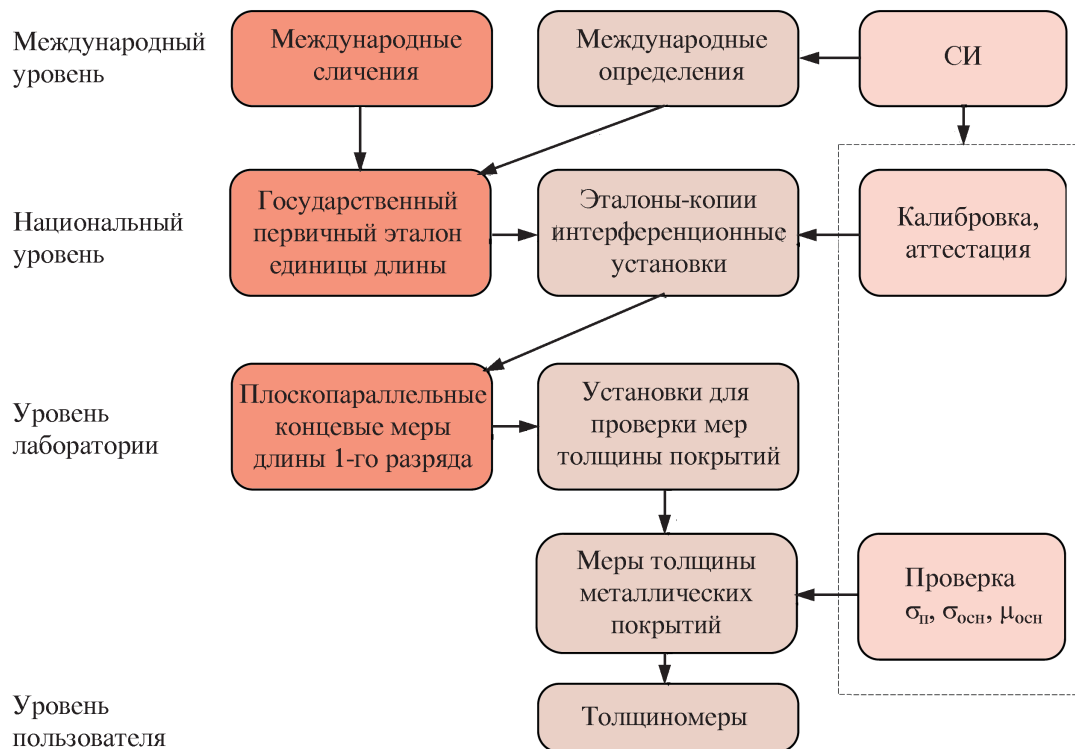 Международный
уровень
Международные
сличения
Международные
определения
СИ
Национальный
уровень
Государственный
первичный эталон
единицы длины
Эталоны-копии
интерференционные
установки
Калибровка,
аттестация
Уровень
лаборатории
Плоскопараллельные
концевые меры
длины 1-го разряда
Установки для
проверки мер
толщины покрытий
Меры толщины
металлических
покрытий
Проверка
σп, σосн, μосн
Уровень
пользователя
Толщиномеры